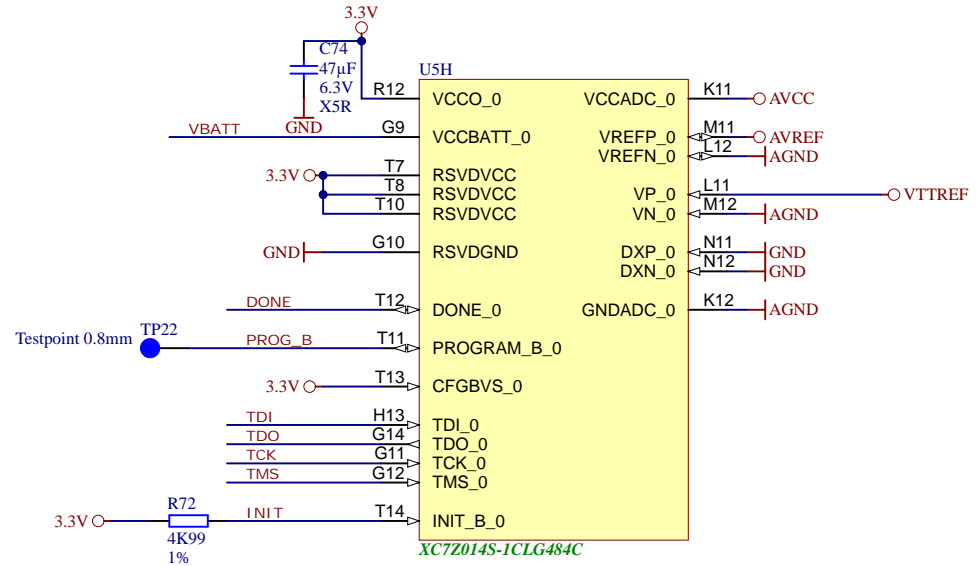 3.3V
C74
47µF
6.3V
X5R
GND
U5H
R12 VCCO_0 VCCADC_0 K11 AVCC
VBATT G9 VCCBATT_0 VREFP_0 M11 AVREF
VREFN_0 L12 AGND
3.3V T7 RSVDVCC
T8 RSVDVCC VP_0 L11 VTTREF
T10 RSVDVCC VN_0 M12 AGND
GND G10 RSVDGND DXP_0 N11 GND
DXN_0 N12 GND
DONE T12 DONE_0 GNDADC_0 K12 AGND
Testpoint 0.8mm TP22 PROG_B T11 PROGRAM_B_0
3.3V T13 CFGBVS_0
TDI H13 TDI_0
TDO G14 TDO_0
TCK G11 TCK_0
TMS G12 TMS_0
3.3V R72 INIT T14 INIT_B_0
4K99
1%
XC7Z014S-1CLG484C